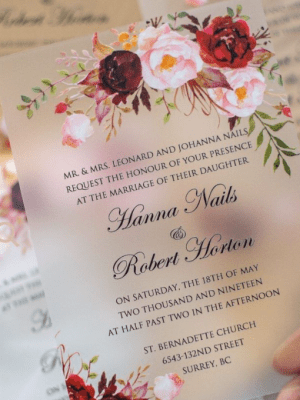 MR. & MRS. LEONARD AND JOHANNA NAILS
REQUEST THE HONOUR OF YOUR PRESENCE
AT THE MARRIAGE OF THEIR DAUGHTER
Hanna Nails
&
Robert Horton
ON SATURDAY, THE 18TH OF MAY
TWO THOUSAND AND NINETEEN
AT HALF PAST TWO IN THE AFTERNOON
ST. BERNADETTE CHURCH
6543-132ND STREET
SURREY, BC